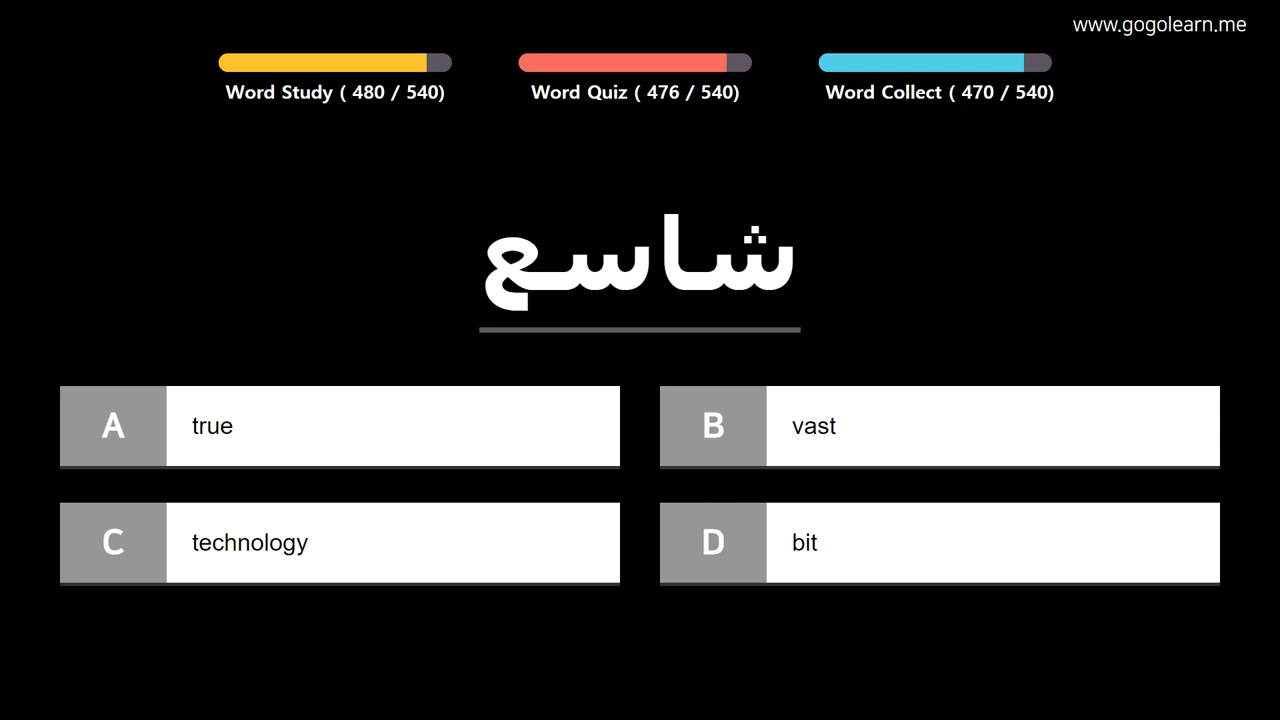 www.gogolearn.me
Word Study ( 480 / 540)
Word Quiz ( 476 / 540)
Word Collect ( 470 / 540)
شاسع
A true
B vast
C technology
D bit